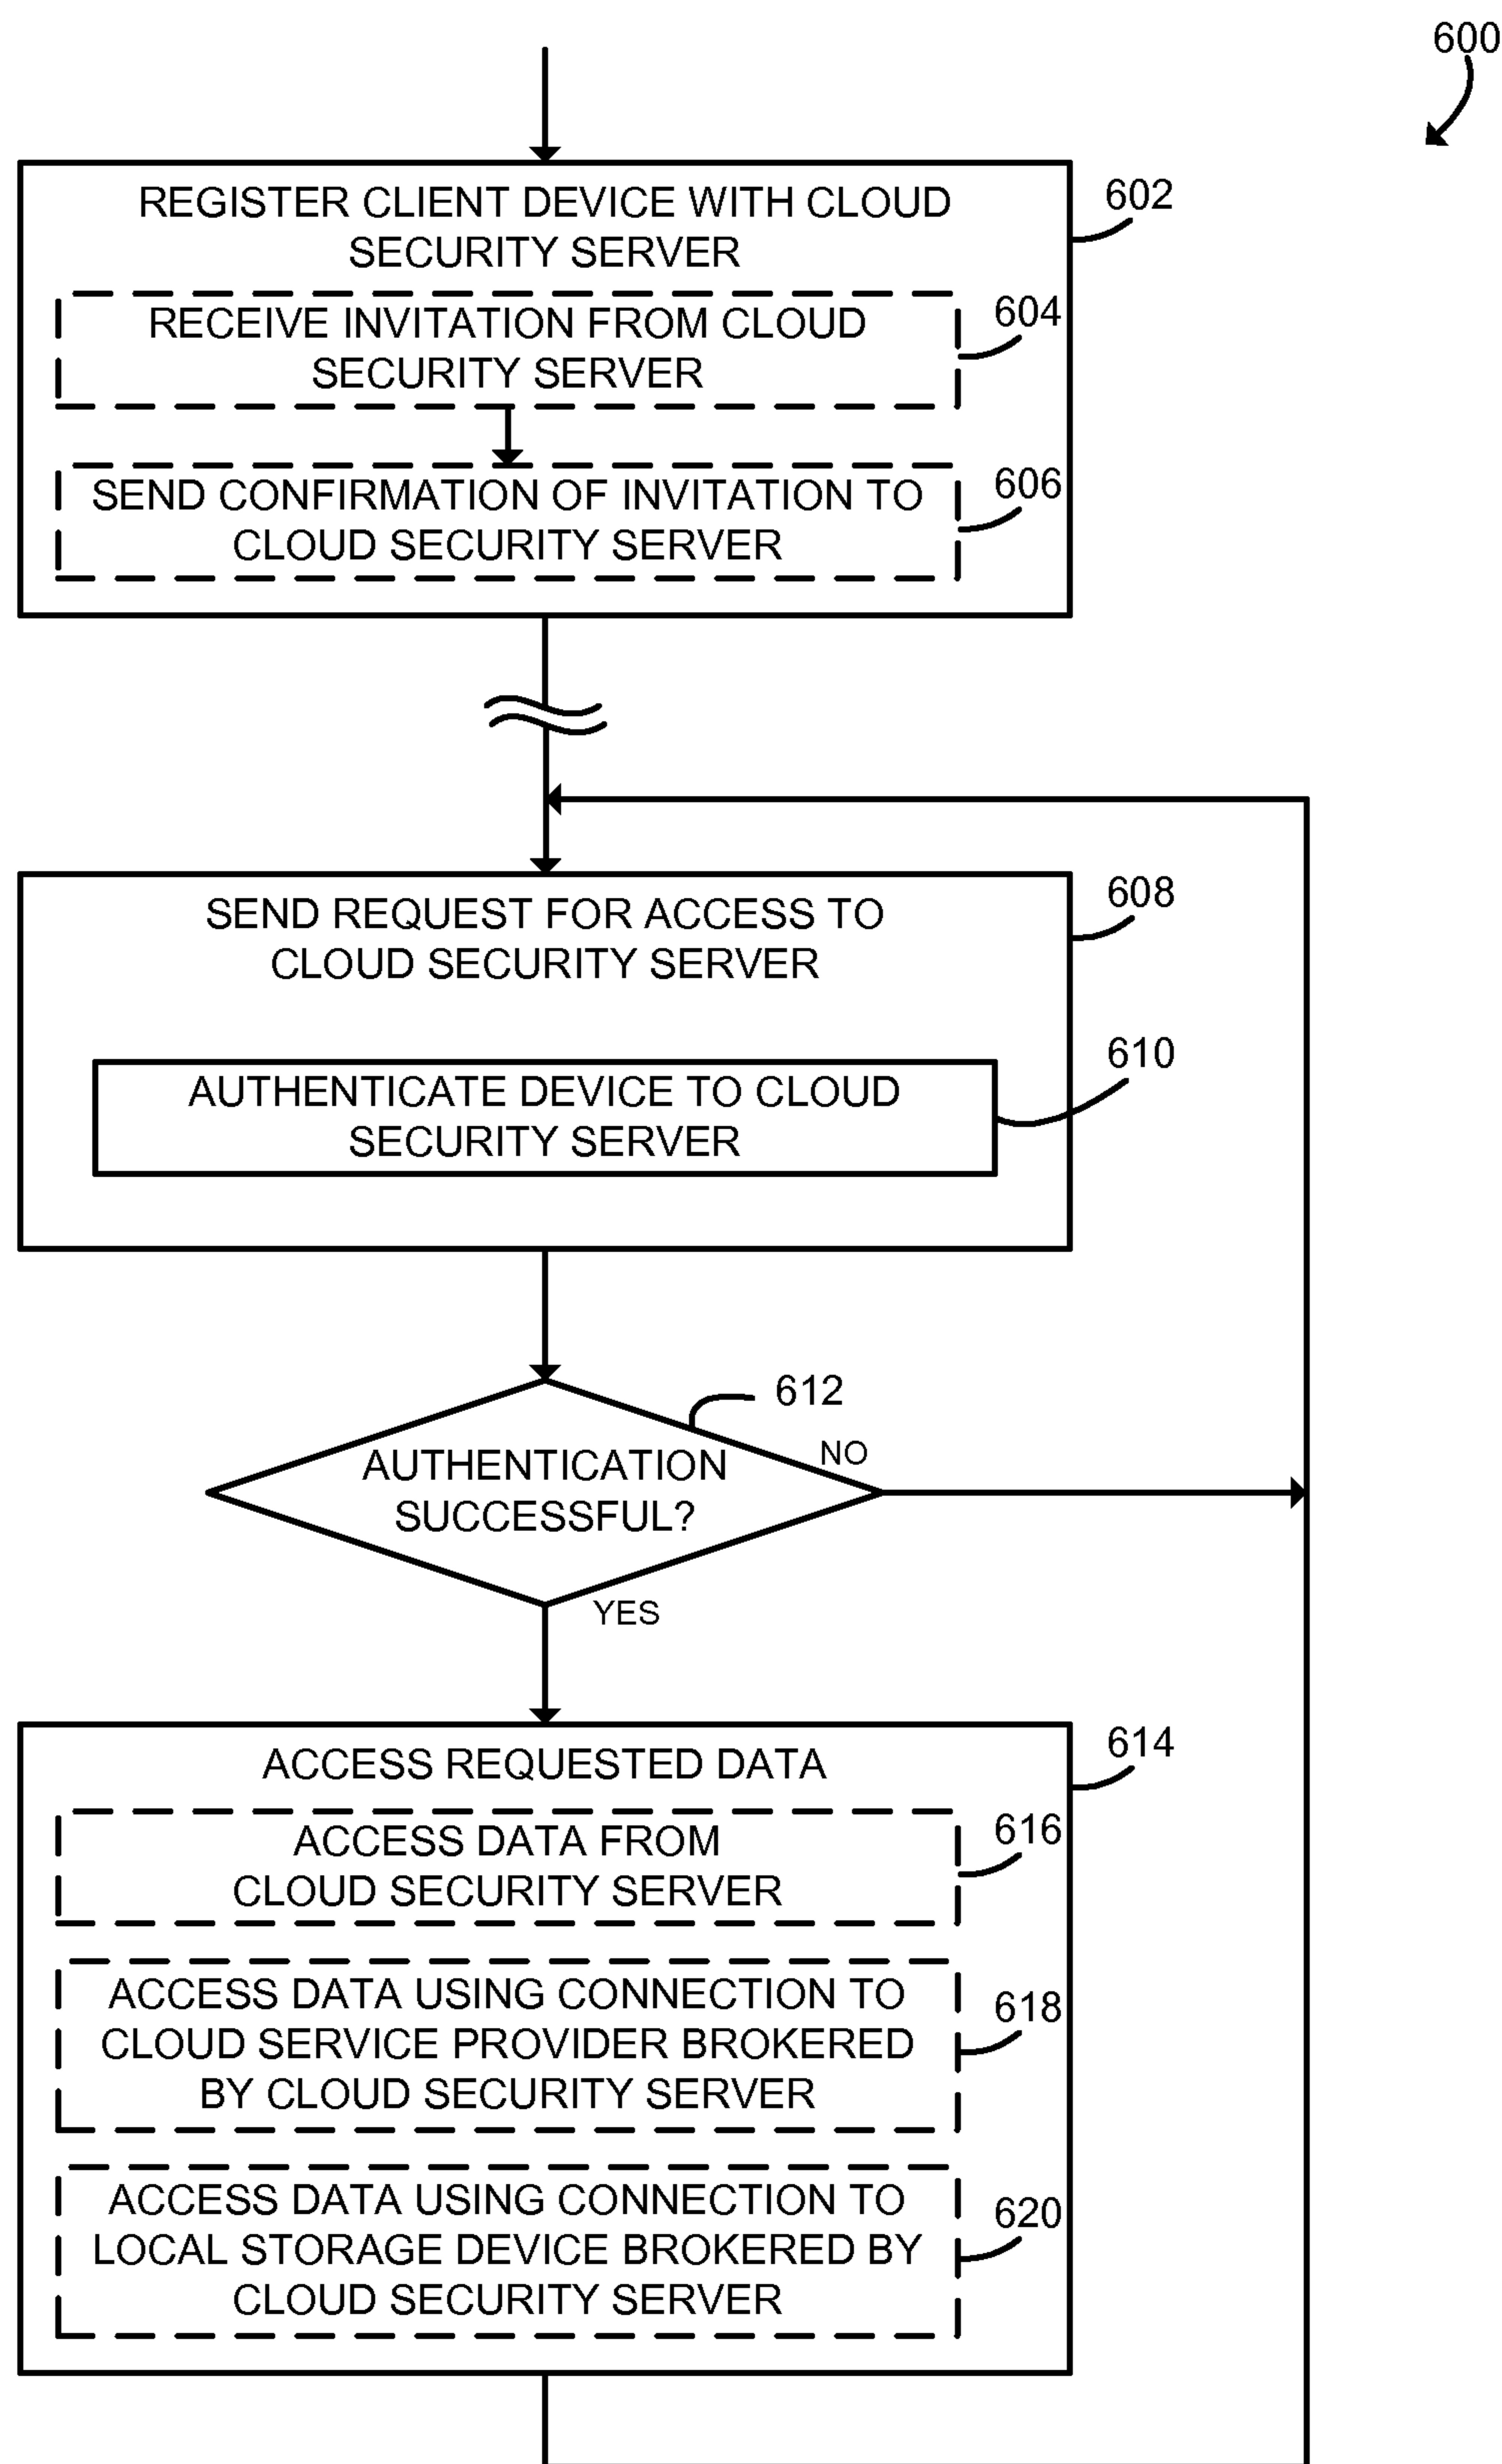 600
REGISTER CLIENT DEVICE WITH CLOUD
SECURITY SERVER
602
RECEIVE INVITATION FROM CLOUD
SECURITY SERVER
604
SEND CONFIRMATION OF INVITATION TO
CLOUD SECURITY SERVER
606
SEND REQUEST FOR ACCESS TO
CLOUD SECURITY SERVER
608
AUTHENTICATE DEVICE TO CLOUD
SECURITY SERVER
610
612
AUTHENTICATION
SUCCESSFUL?
NO
YES
ACCESS REQUESTED DATA
614
ACCESS DATA FROM
CLOUD SECURITY SERVER
616
ACCESS DATA USING CONNECTION TO
CLOUD SERVICE PROVIDER BROKERED
BY CLOUD SECURITY SERVER
618
ACCESS DATA USING CONNECTION TO
LOCAL STORAGE DEVICE BROKERED BY
CLOUD SECURITY SERVER
620